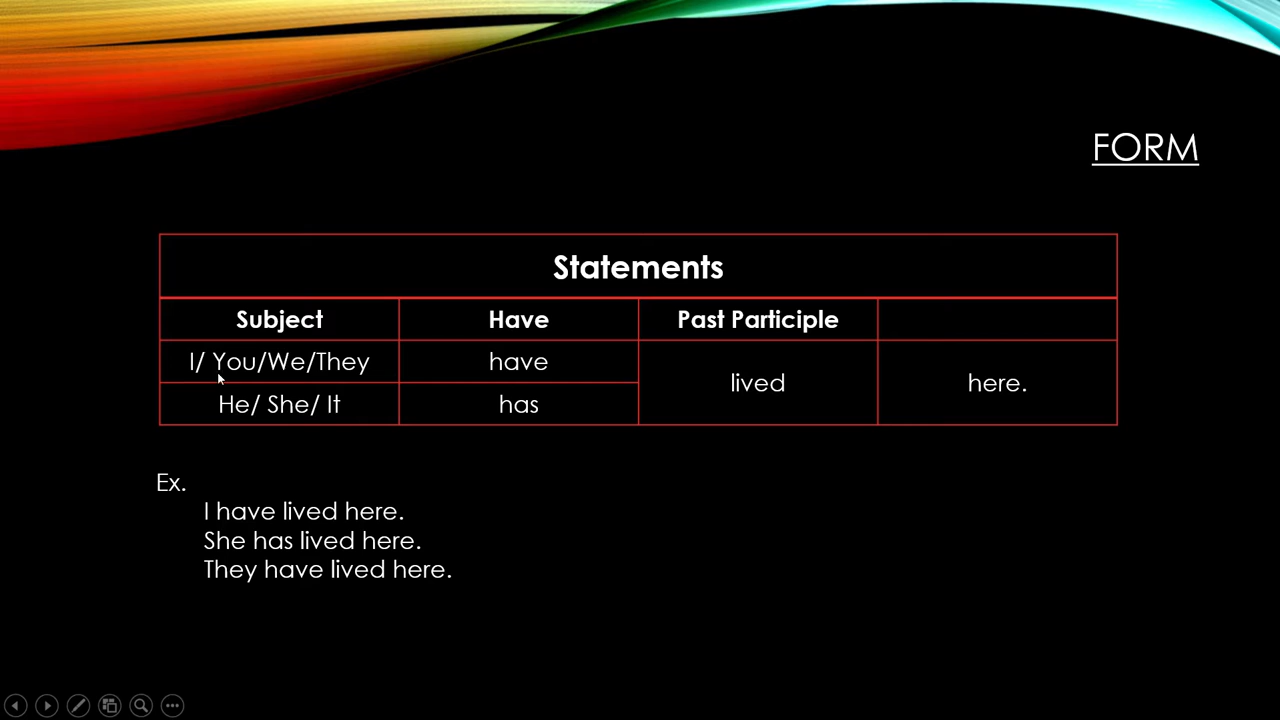 FORM
Statements
Subject Have Past Participle
I/ You/We/They have
lived here.
He/ She/ It has
Ex.
I have lived here.
She has lived here.
They have lived here.